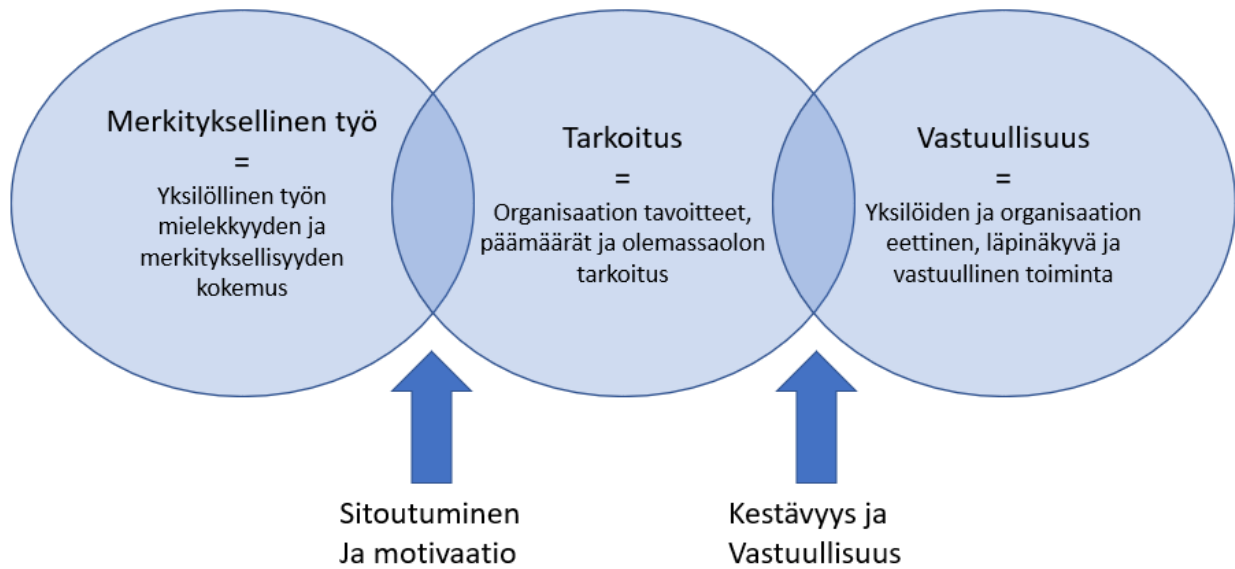 Merkityksellinen työ
=
Yksilöllinen työn
mielekkyyden ja
merkityksellisyyden
kokemus
Tarkoitus
=
Organisaation tavoitteet,
päämäärät ja olemassaolon
tarkoitus
Vastuullisuus
=
Yksilöiden ja organisaation
eettinen, läpinäkyvä ja
vastuullinen toiminta
Sitoutuminen
Ja motivaatio
Kestävyys ja
Vastuullisuus